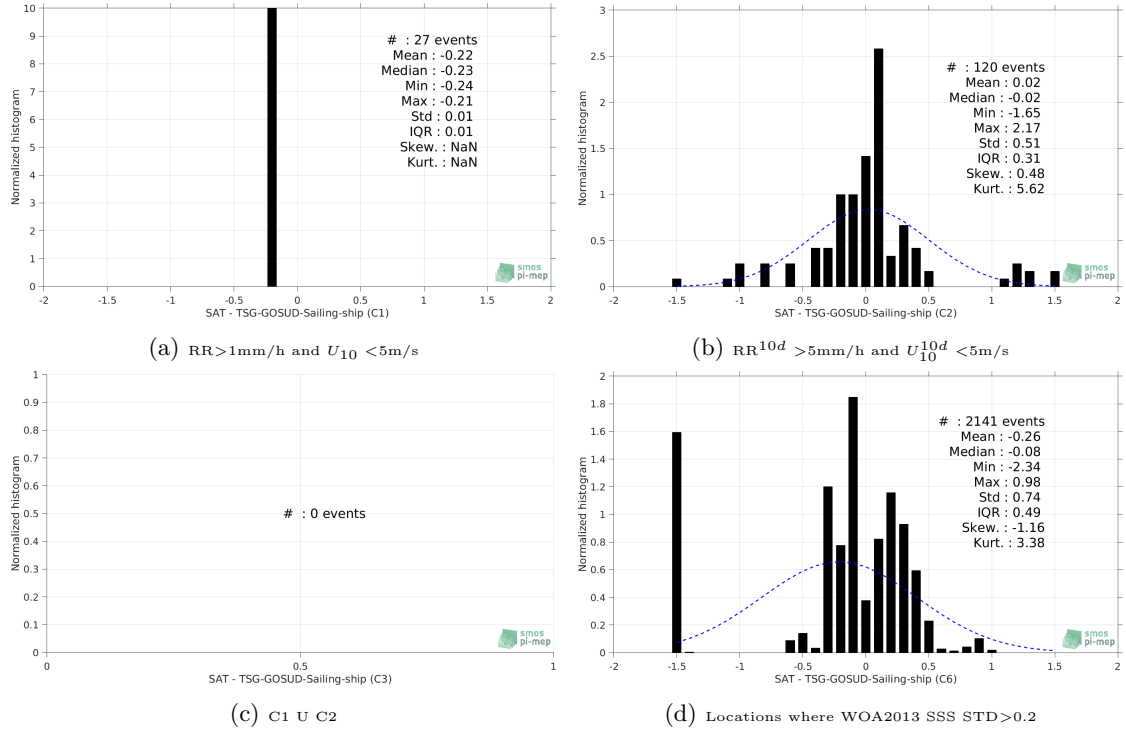 10
9
8
7
6
5
4
3
2
1
0
Normalized histogram
# : 27 events
Mean : -0.22
Median : -0.23
Min : -0.24
Max : -0.21
Std : 0.01
IQR : 0.01
Skew. : NaN
Kurt. : NaN
smos
pi-mep
-2 -1.5 -1 -0.5 0 0.5 1 1.5 2
SAT - TSG-GOSUD-Sailing-ship (C1)
(a) RR>1mm/h and U10 <5m/s
3
2.5
2
1.5
1
0.5
0
Normalized histogram
# : 120 events
Mean : 0.02
Median : -0.02
Min : -1.65
Max : 2.17
Std : 0.51
IQR : 0.31
Skew. : 0.48
Kurt. : 5.62
smos
pi-mep
-2 -1.5 -1 -0.5 0 0.5 1 1.5 2
SAT - TSG-GOSUD-Sailing-ship (C2)
(b) RR10d >5mm/h and U10d10 <5m/s
1
0.9
0.8
0.7
0.6
0.5
0.4
0.3
0.2
0.1
0
Normalized histogram
# : 0 events
smos
pi-mep
0 0.5 1
SAT - TSG-GOSUD-Sailing-ship (C3)
(c) C1 U C2
2
1.8
1.6
1.4
1.2
1
0.8
0.6
0.4
0.2
0
Normalized histogram
# : 2141 events
Mean : -0.26
Median : -0.08
Min : -2.34
Max : 0.98
Std : 0.74
IQR : 0.49
Skew. : -1.16
Kurt. : 3.38
smos
pi-mep
-2 -1.5 -1 -0.5 0 0.5 1 1.5 2
SAT - TSG-GOSUD-Sailing-ship (C6)
(d) Locations where WOA2013 SSS STD>0.2